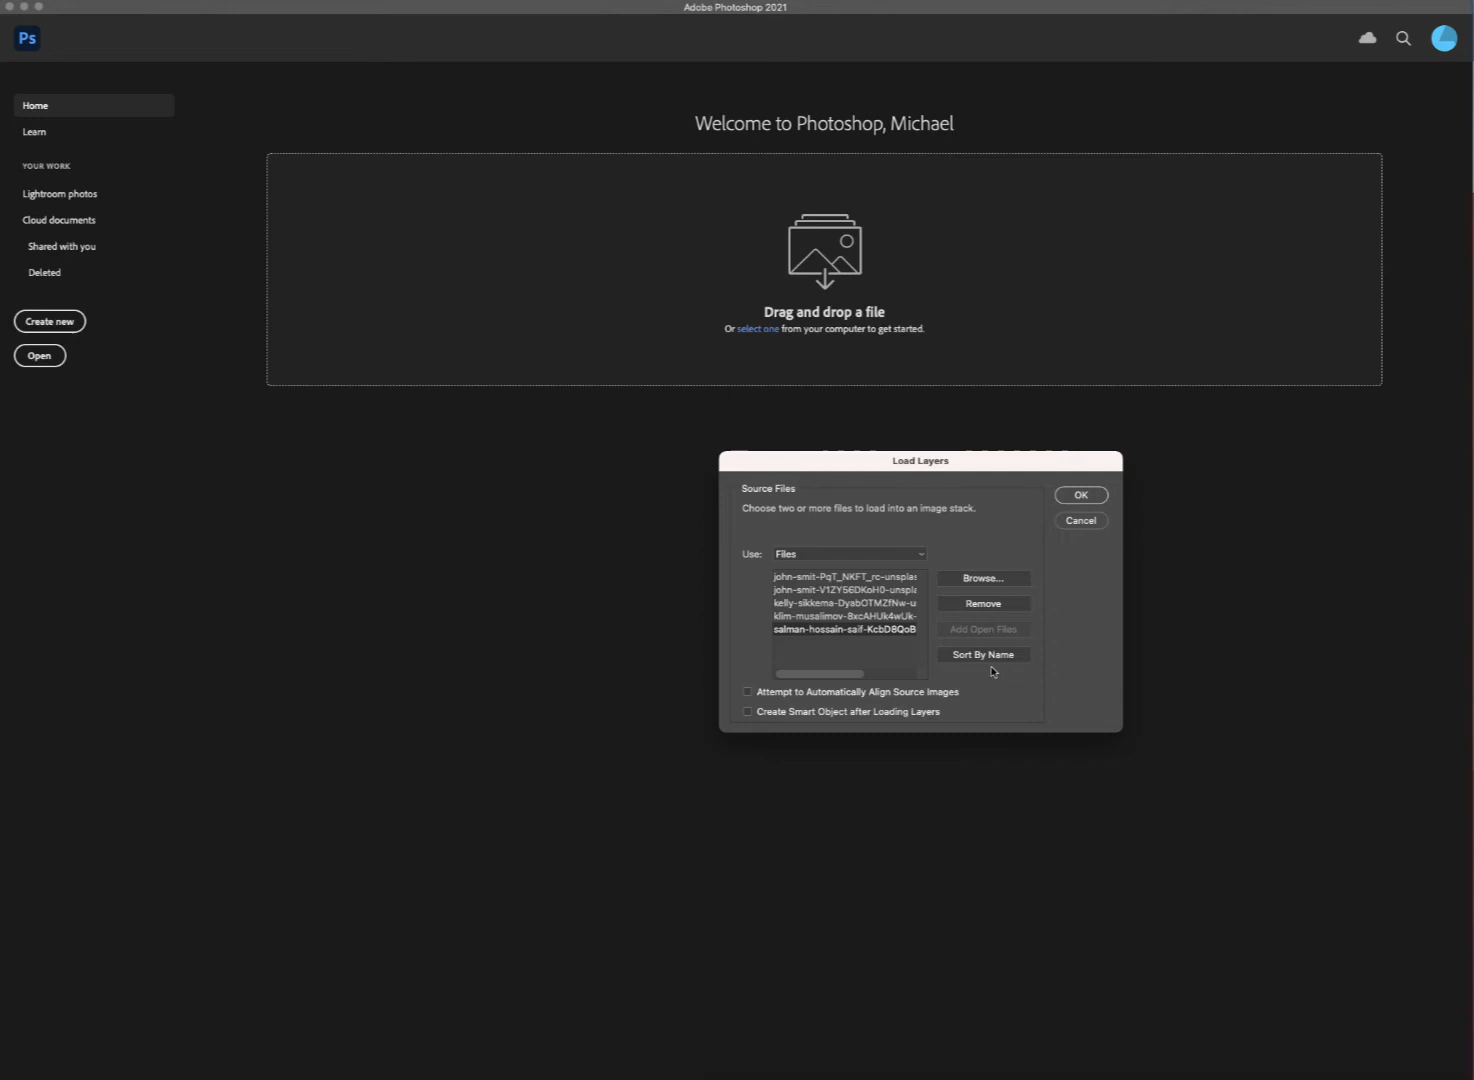 Adobe Photoshop 2021
Ps
Home
Learn
YOUR WORK
Lightroom photos
Cloud documents
Shared with you
Deleted
Create new
Open
Welcome to Photoshop, Michael
Drag and drop a file
Or select one from your computer to get started.
Load Layers
Source Files
Choose two or more files to load into an image stack.
OK
Cancel
Use: Files
john-smit-PqT_NKFT_rc-unsplas
john-smit-V1ZY56DKoH0-unspla
kelly-sikkema-DyabOTMZfNw-u
klim-musalimov-8xcAHUk4wUk-
salman-hossain-saif-KcbD8QoB
Browse...
Remove
Add Open Files
Sort By Name
Attempt to Automatically Align Source Images
Create Smart Object after Loading Layers